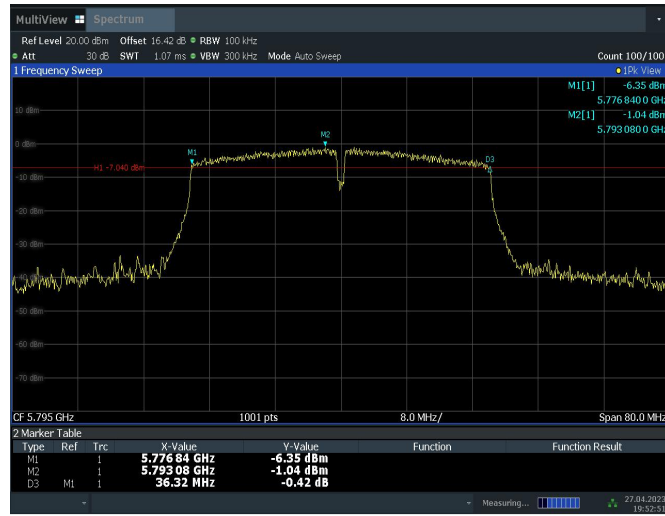 MultiView Spectrum
Ref Level 20.00 dBm Offset 16.42 dB RBW 100 kHz
Att 30 dB SWT 1.07 ms VBW 300 kHz Mode Auto Sweep Count 100/100
1 Frequency Sweep 1Pk View
M1[1] -6.35 dBm
5.776 840 0 GHz
M2[1] -1.04 dBm
5.793 080 0 GHz
10 dBm
M2
0 dBm
M1
D3
H1 -7.040 dBm
-10 dBm
-20 dBm
-30 dBm
-50 dBm
-60 dBm
-70 dBm
CF 5.795 GHz 1001 pts 8.0 MHz/ Span 80.0 MHz
2 Marker Table
Type Ref Trc X-Value Y-Value Function Function Result
M1 1 5.776 84 GHz -6.35 dBm
M2 1 5.793 08 GHz -1.04 dBm
D3 M1 1 36.32 MHz -0.42 dB
Measuring... 27.04.2023
19:52:51